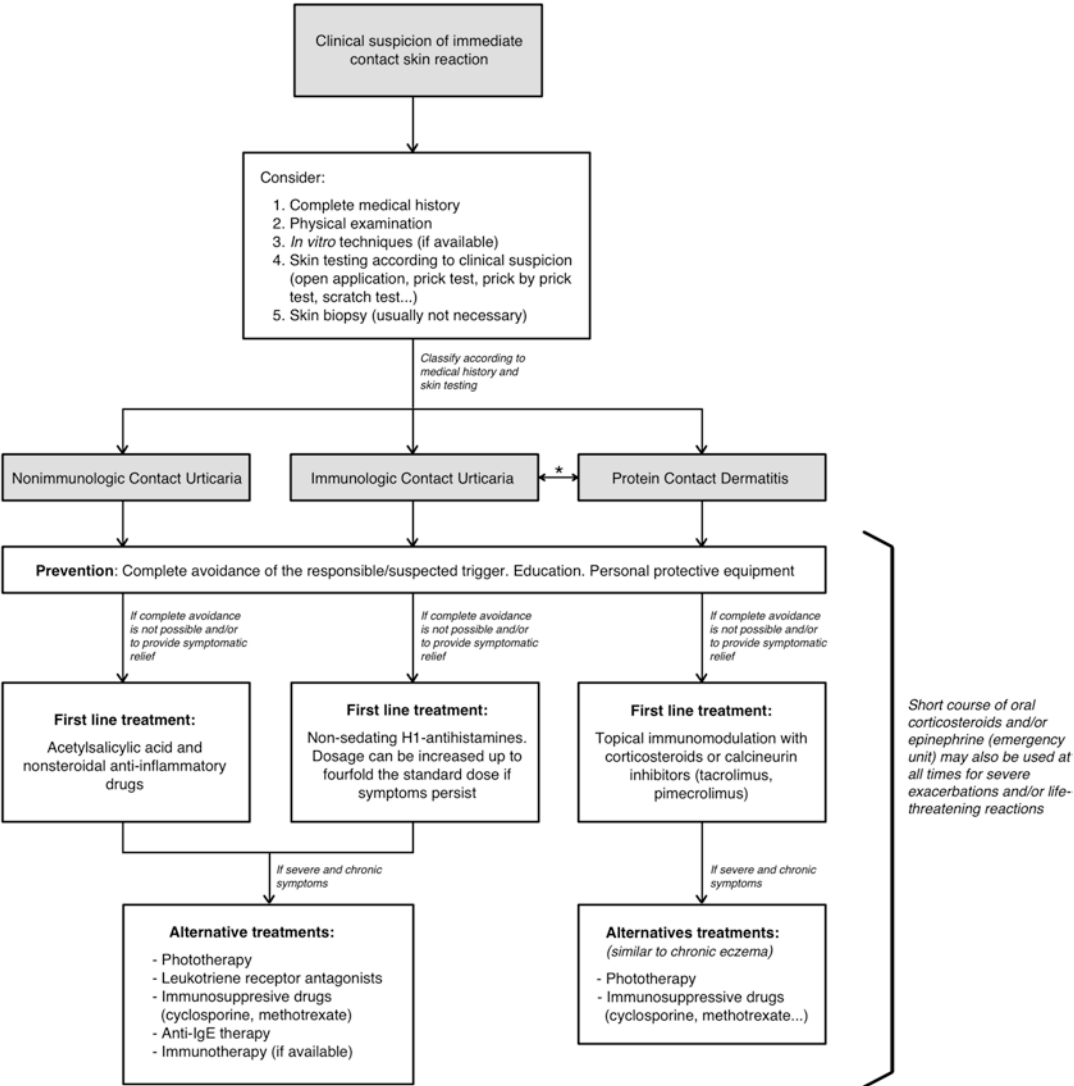 Clinical suspicion of immediate
contact skin reaction
Consider:
1. Complete medical history
2. Physical examination
3. In vitro techniques (if available)
4. Skin testing according to clinical suspicion
(open application, prick test, prick by prick
test, scratch test...)
5. Skin biopsy (usually not necessary)
Classify according to
medical history and
skin testing
Nonimmunologic Contact Urticaria
Immunologic Contact Urticaria
*
Protein Contact Dermatitis
Prevention: Complete avoidance of the responsible/suspected trigger. Education. Personal protective equipment
If complete avoidance
is not possible and/or
to provide symptomatic
relief
If complete avoidance
is not possible and/or
to provide symptomatic
relief
If complete avoidance
is not possible and/or
to provide symptomatic
relief
First line treatment:
Acetylsalicylic acid and
nonsteroidal anti-inflammatory
drugs
First line treatment:
Non-sedating H1-antihistamines.
Dosage can be increased up to
fourfold the standard dose if
symptoms persist
First line treatment:
Topical immunomodulation with
corticosteroids or calcineurin
inhibitors (tacrolimus,
pimecrolimus)
Short course of oral
corticosteroids and/or
epinephrine (emergency
unit) may also be used at
all times for severe
exacerbations and/or life-
threatening reactions
If severe and chronic
symptoms
If severe and chronic
symptoms
Alternative treatments:
- Phototherapy
- Leukotriene receptor antagonists
- Immunosuppresive drugs
(cyclosporine, methotrexate)
- Anti-IgE therapy
- Immunotherapy (if available)
Alternatives treatments:
(similar to chronic eczema)
- Phototherapy
- Immunosuppressive drugs
(cyclosporine, methotrexate...)